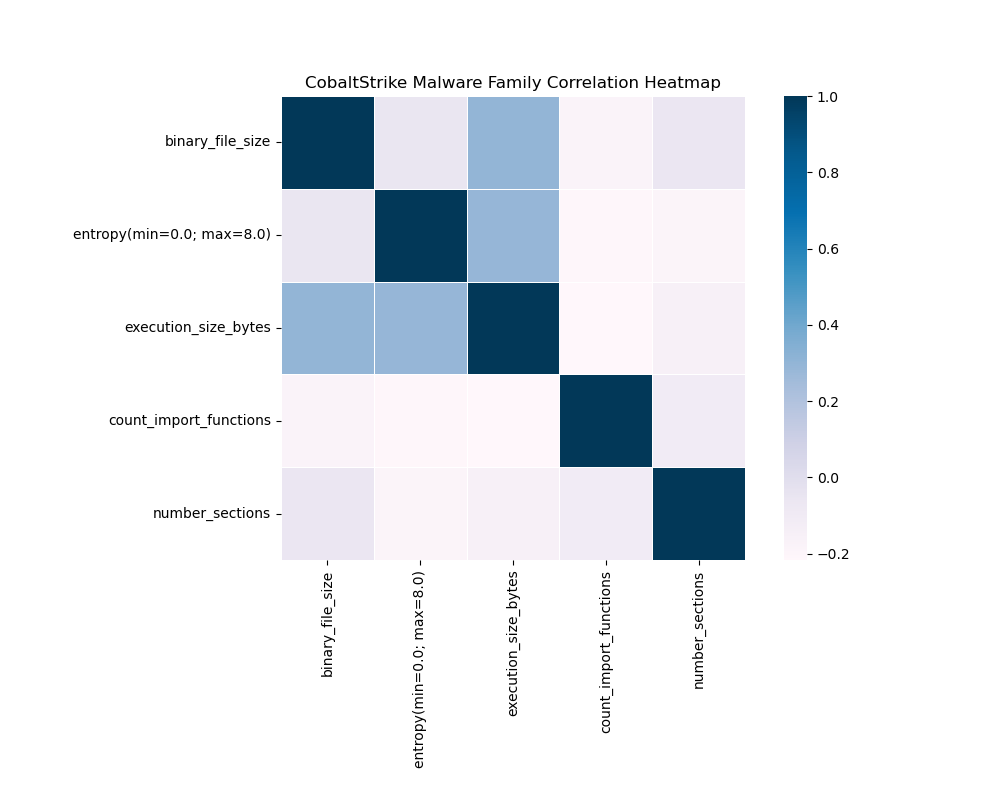 CobaltStrike Malware Family Correlation Heatmap
binary_file_size
entropy(min=0.0; max=8.0)
execution_size_bytes
count_import_functions
number_sections
binary_file_size
entropy(min=0.0; max=8.0)
execution_size_bytes
count_import_functions
number_sections
1.0
0.8
0.6
0.4
0.2
0.0
−0.2